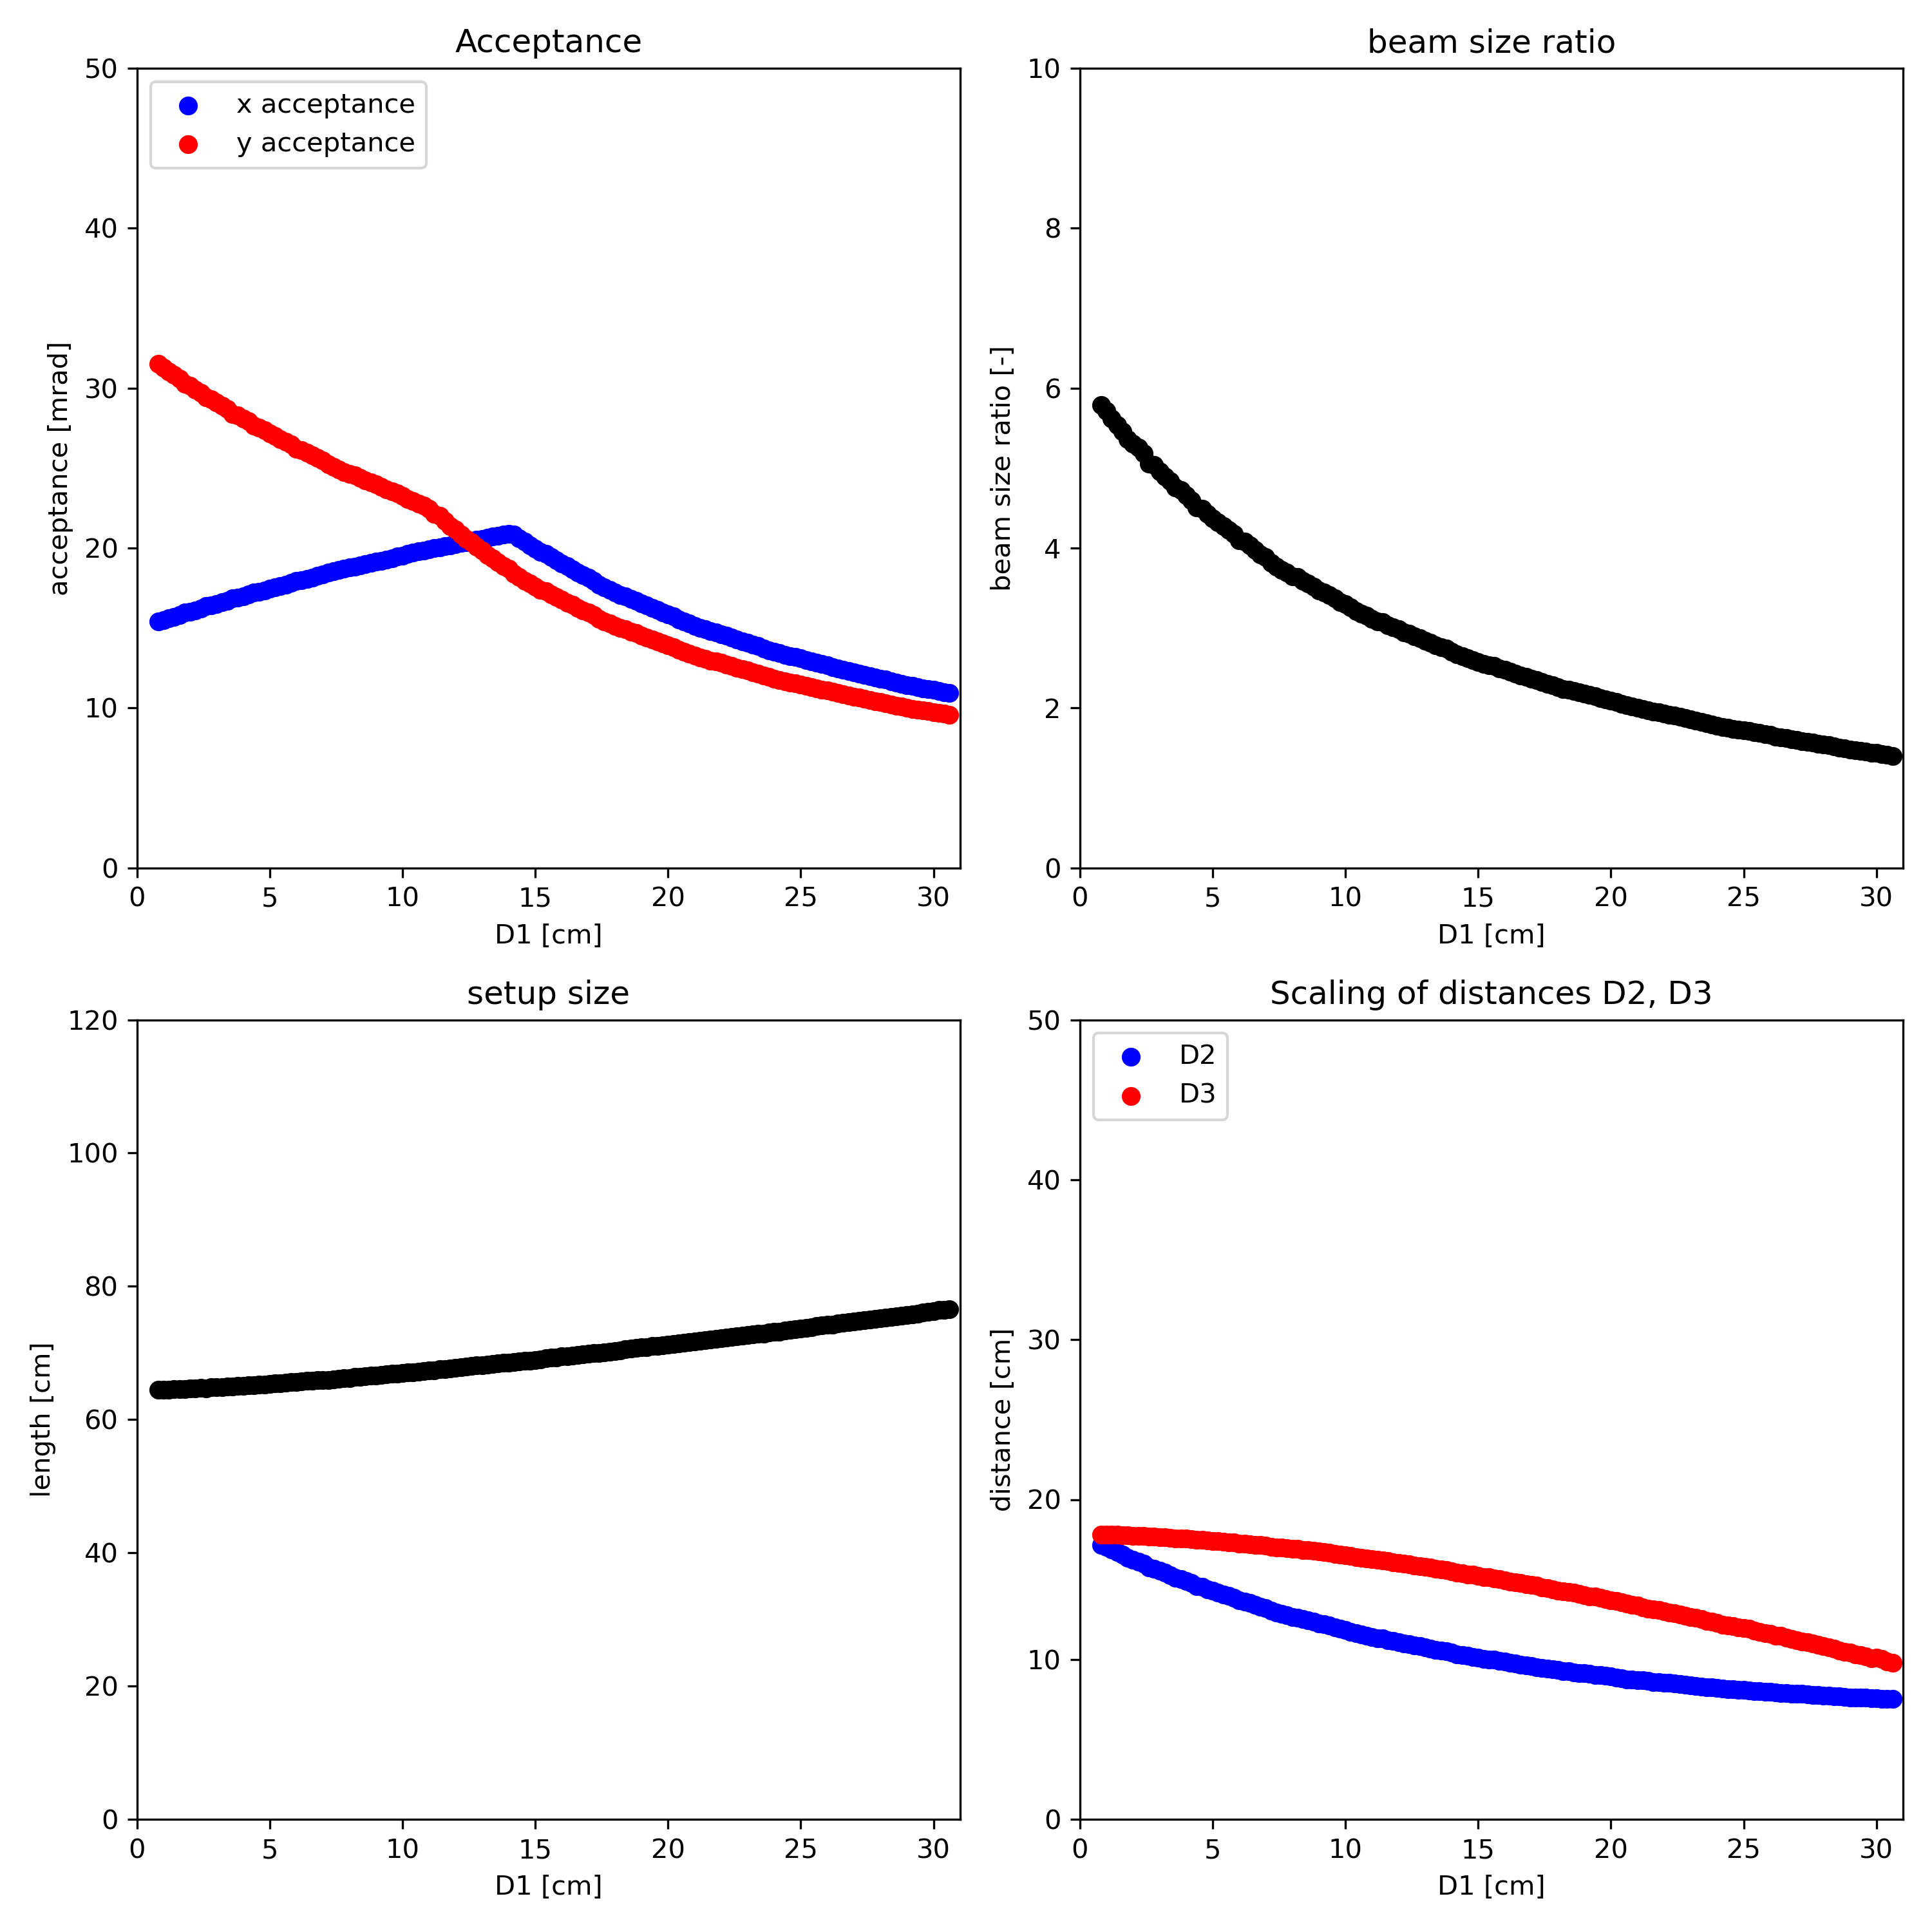 Acceptance
50
40
30
20
10
0
acceptance [mrad]
x acceptance
y acceptance
0 5 10 15 20 25 30
D1 [cm]
beam size ratio
10
8
6
4
2
0
beam size ratio [-]
0 5 10 15 20 25 30
D1 [cm]
setup size
120
100
80
60
40
20
0
length [cm]
0 5 10 15 20 25 30
D1 [cm]
Scaling of distances D2, D3
50
40
30
20
10
0
distance [cm]
D2
D3
0 5 10 15 20 25 30
D1 [cm]